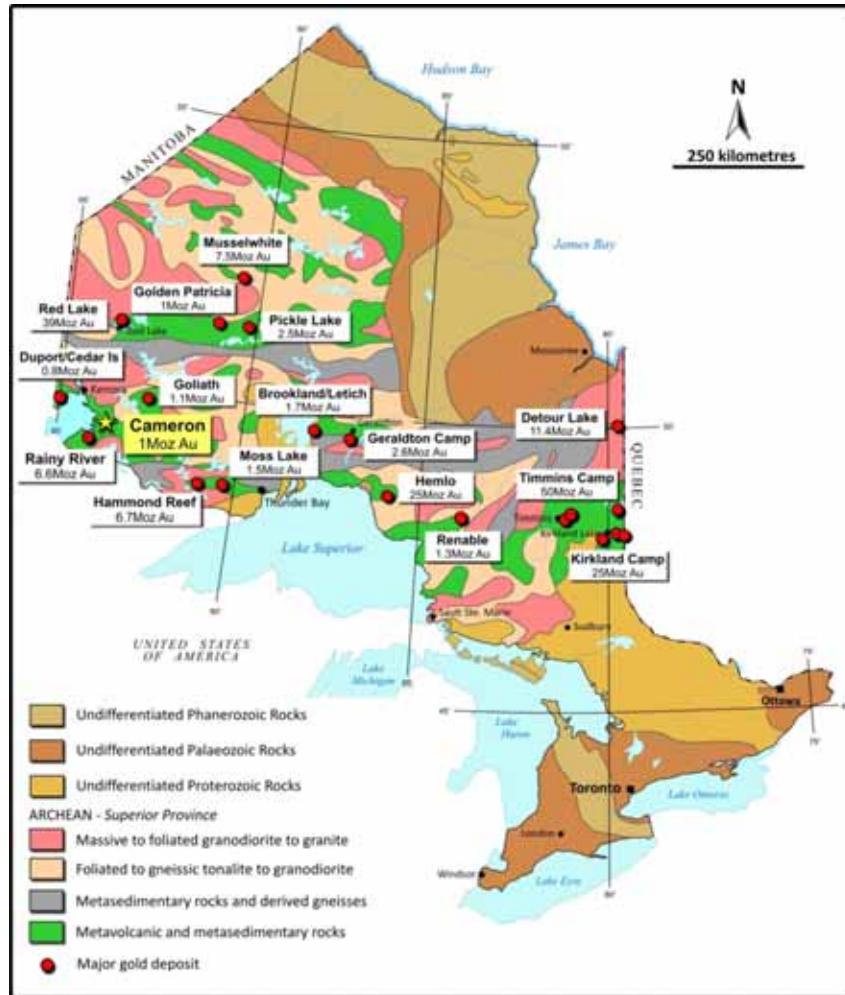 Hudson Bay
N
250 kilometres
MANITOBA
James Bay
Musselwhite
7.5Moz Au
Golden Patricia
1Moz Au
Red Lake
39Moz Au
Red Lake
Pickle Lake
2.5Moz Au
Moosonee
Duport/Cedar Is
0.8Moz Au
Kenora
Goliath
1.1Moz Au
Brookland/Letich
1.7Moz Au
Geraldton
Detour Lake
11.4Moz Au
Cameron
1Moz Au
Geraldton Camp
2.6Moz Au
Rainy River
6.6Moz Au
Moss Lake
1.5Moz Au
Hemlo
25Moz Au
Timmins Camp
50Moz Au
QUEBEC
Hammond Reef
6.7Moz Au
Thunder Bay
Timmins
Kirkland Lake
Renable
1.3Moz Au
Kirkland Camp
25Moz Au
Lake Superior
Sault Ste. Marie
Sudburn
UNITED STATES
OF AMERICA
Lake
Michigan
Ottawa
Lake
Huron
Toronto
Lake Ontario
London
Windsor
Lake Eyre
Undifferentiated Phanerozoic Rocks
Undifferentiated Palaeozoic Rocks
Undifferentiated Proterozoic Rocks
ARCHEAN - Superior Province
Massive to foliated granodiorite to granite
Foliated to gneissic tonalite to granodiorite
Metasedimentary rocks and derived gneisses
Metavolcanic and metasedimentary rocks
Major gold deposit